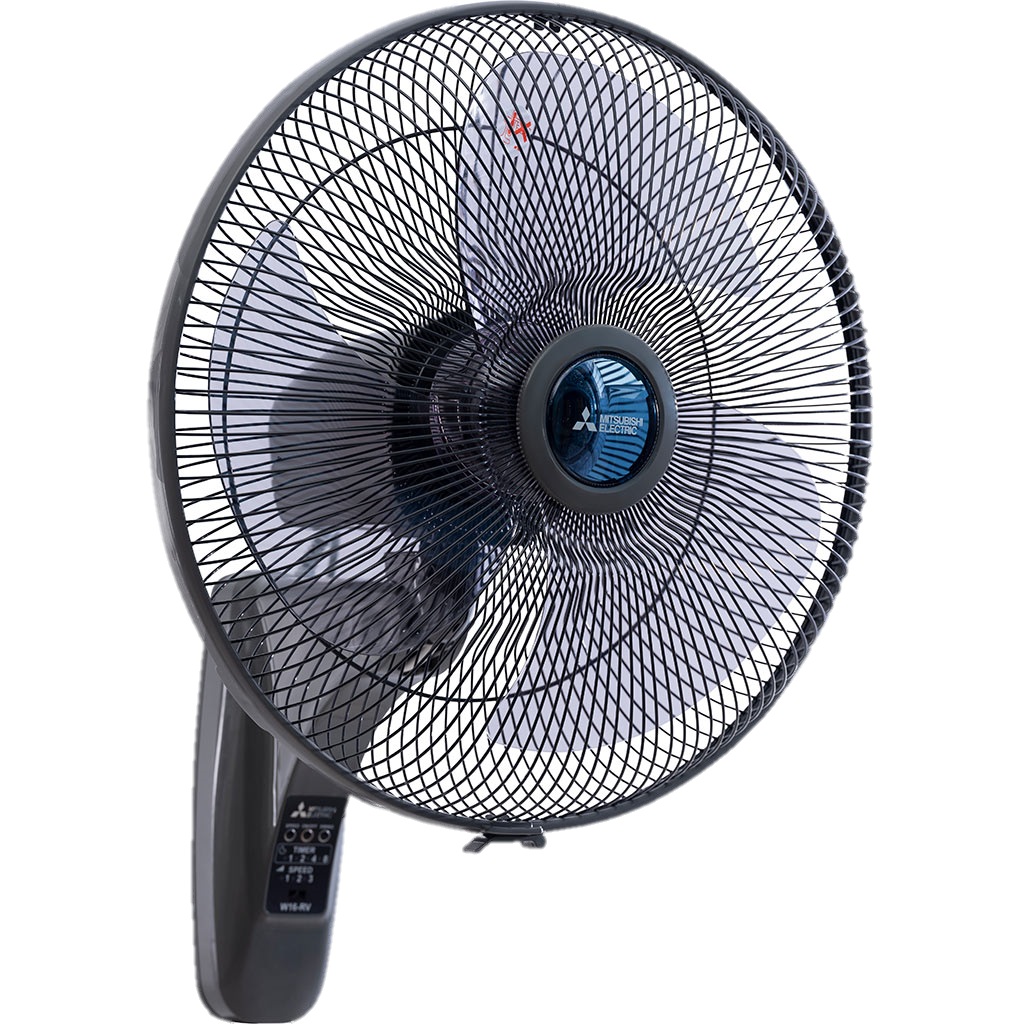 MITSUBISHI
ELECTRIC
MITSUBISHI
ELECTRIC
TIMER
1 2 4 8
SPEED
1 2 3
W16-RV